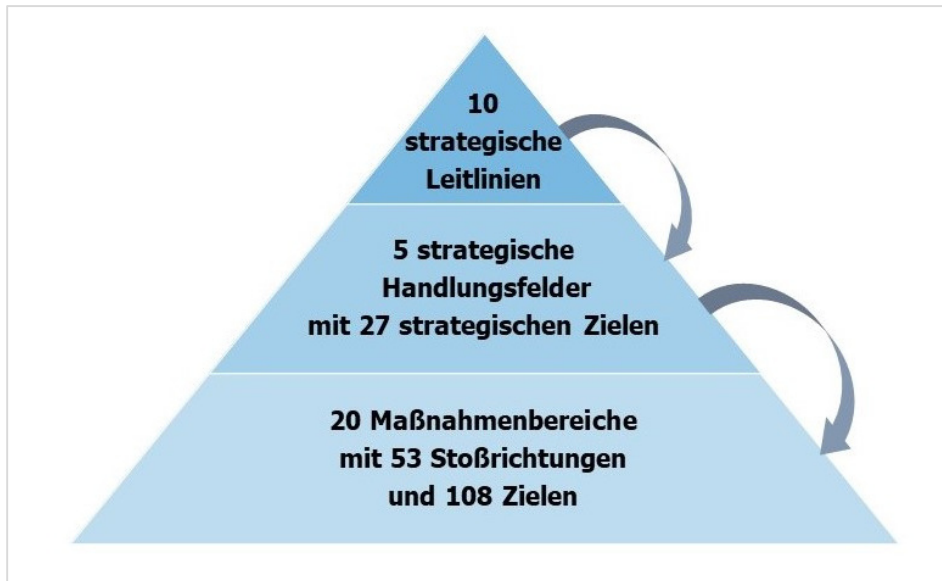 10
strategische
Leitlinien
5 strategische
Handlungsfelder
mit 27 strategischen Zielen
20 Maßnahmenbereiche
mit 53 Stoßrichtungen
und 108 Zielen